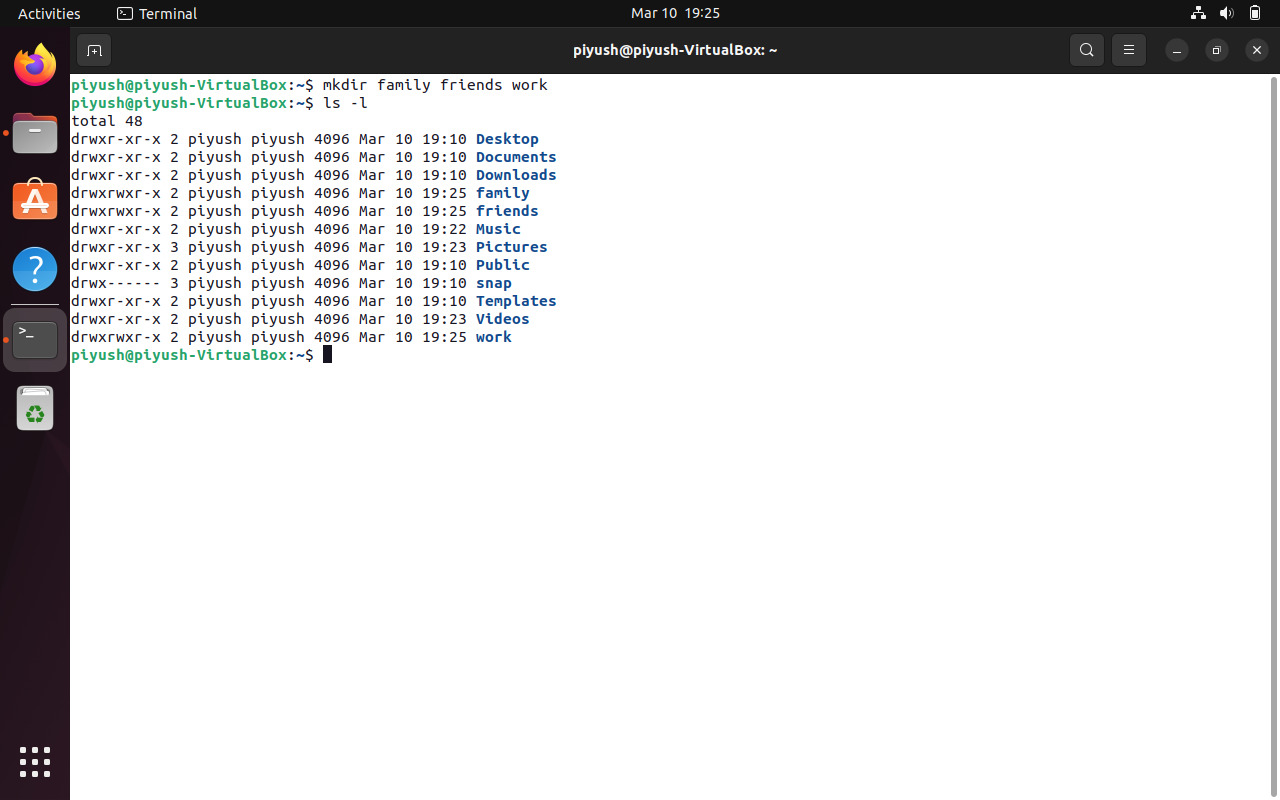 Activities Terminal Mar 10 19:25
piyush@piyush-VirtualBox: ~
piyush@piyush-VirtualBox:~$ mkdir family friends work
piyush@piyush-VirtualBox:~$ ls -l
total 48
drwxr-xr-x 2 piyush piyush 4096 Mar 10 19:10 Desktop
drwxr-xr-x 2 piyush piyush 4096 Mar 10 19:10 Documents
drwxr-xr-x 2 piyush piyush 4096 Mar 10 19:10 Downloads
drwxrwxr-x 2 piyush piyush 4096 Mar 10 19:25 family
drwxrwxr-x 2 piyush piyush 4096 Mar 10 19:25 friends
drwxr-xr-x 2 piyush piyush 4096 Mar 10 19:22 Music
drwxr-xr-x 3 piyush piyush 4096 Mar 10 19:23 Pictures
drwxr-xr-x 2 piyush piyush 4096 Mar 10 19:10 Public
drwx------ 3 piyush piyush 4096 Mar 10 19:10 snap
drwxr-xr-x 2 piyush piyush 4096 Mar 10 19:10 Templates
drwxr-xr-x 2 piyush piyush 4096 Mar 10 19:23 Videos
drwxrwxr-x 2 piyush piyush 4096 Mar 10 19:25 work
piyush@piyush-VirtualBox:~$